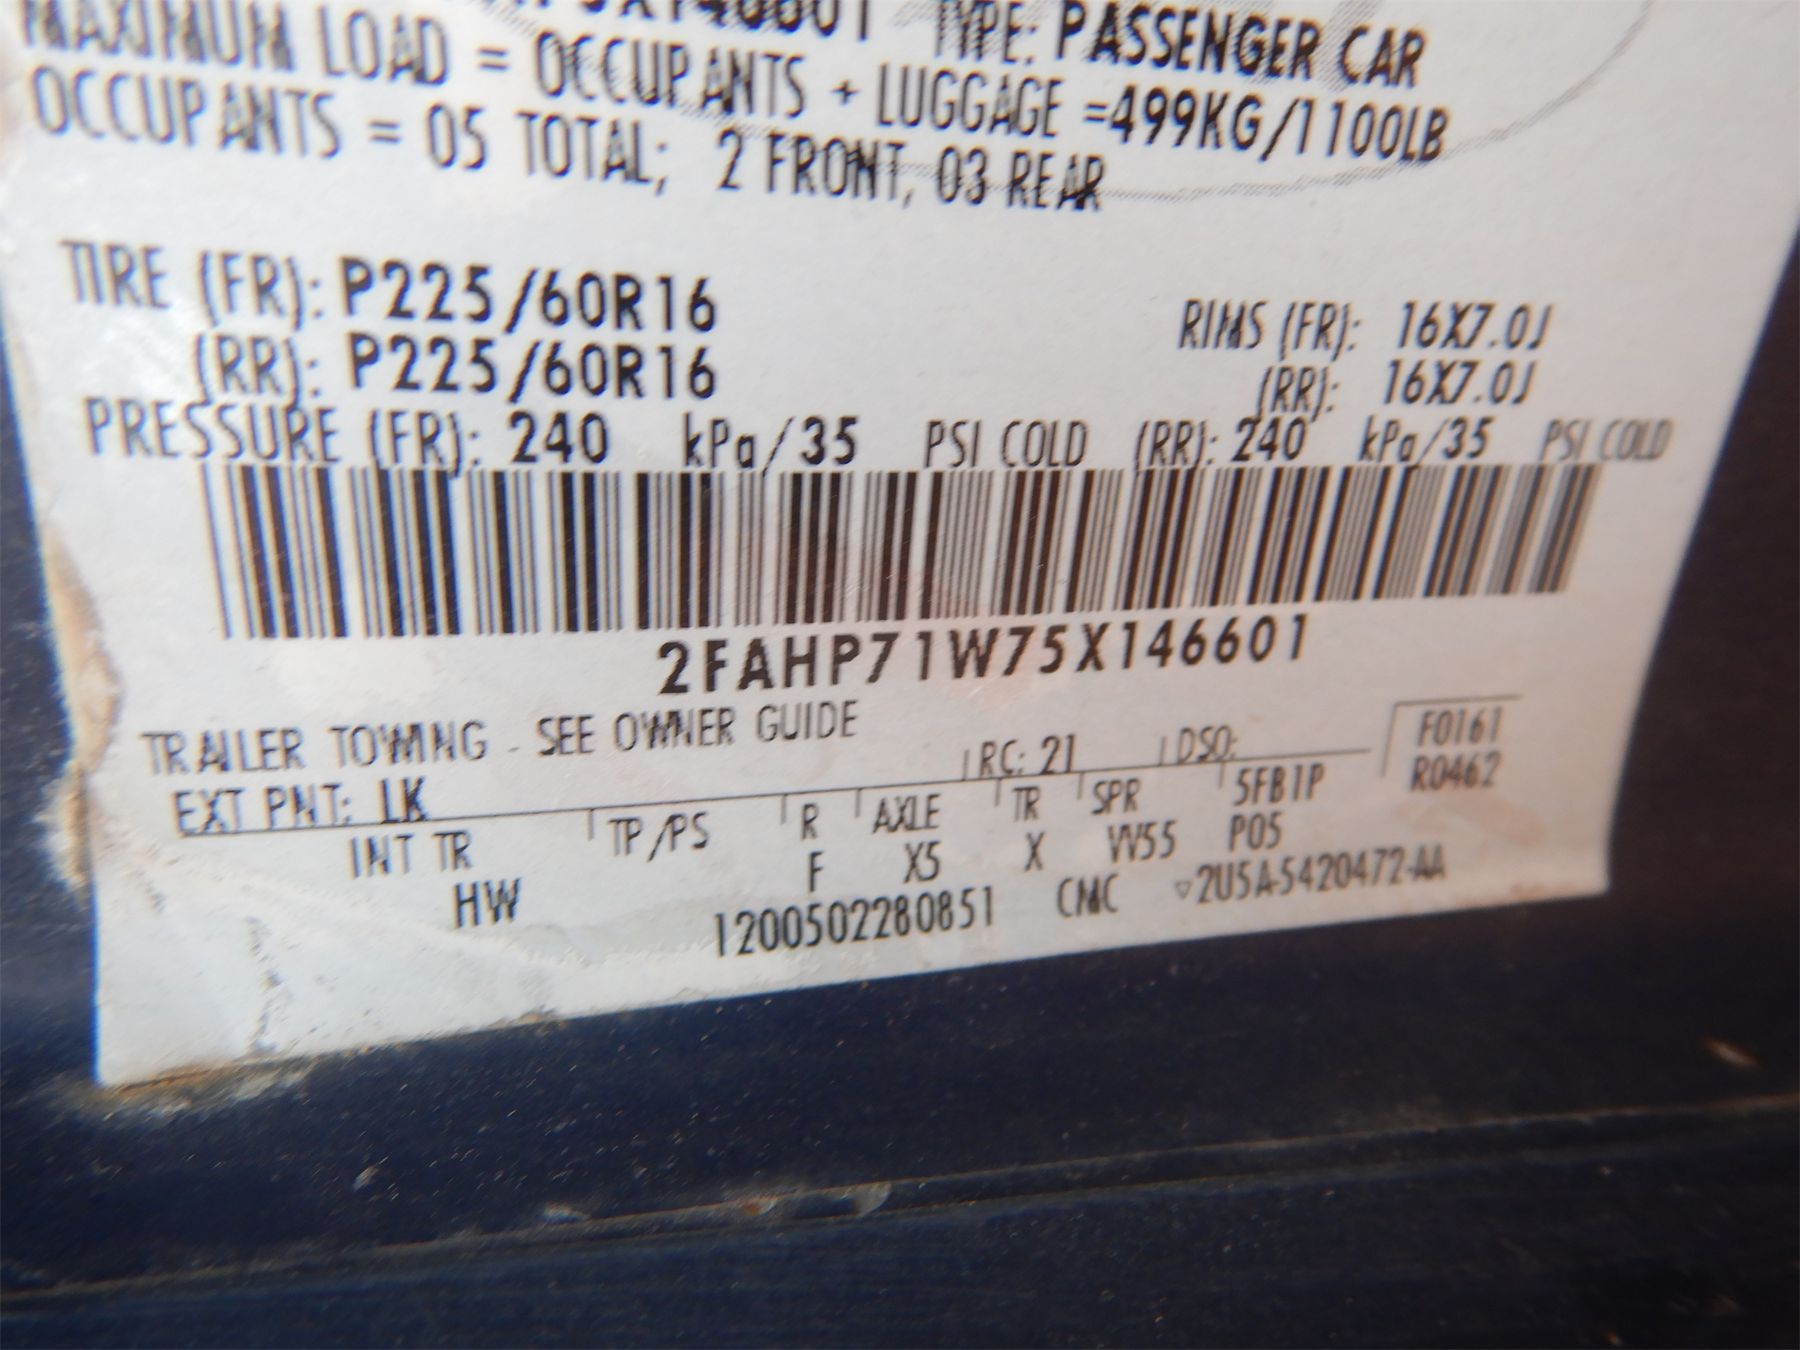 X146601 TYPE: PASSENGER CAR
MAXIMUM LOAD = OCCUPANTS + LUGGAGE =499KG/1100LB
OCCUPANTS = 05 TOTAL; 2 FRONT, 03 REAR
TIRE (FR): P225/60R16 RIMS (FR): 16X7.0J
(RR): P225/60R16 (RR): 16X7.0J
PRESSURE (FR): 240 kPa/35 PSI COLD (RR): 240 kPa/35 PSI COLD
2FAHP71W75X146601
TRAILER TOWING - SEE OWNER GUIDE
EXT PNT: LK RC: 21 DSO: F0161
R0462
INT TR TP/PS R AXLE TR SPR 5FB1P
HW F X5 X VV55 P05
1200502280851 CMC ▽2U5A-5420472-AA